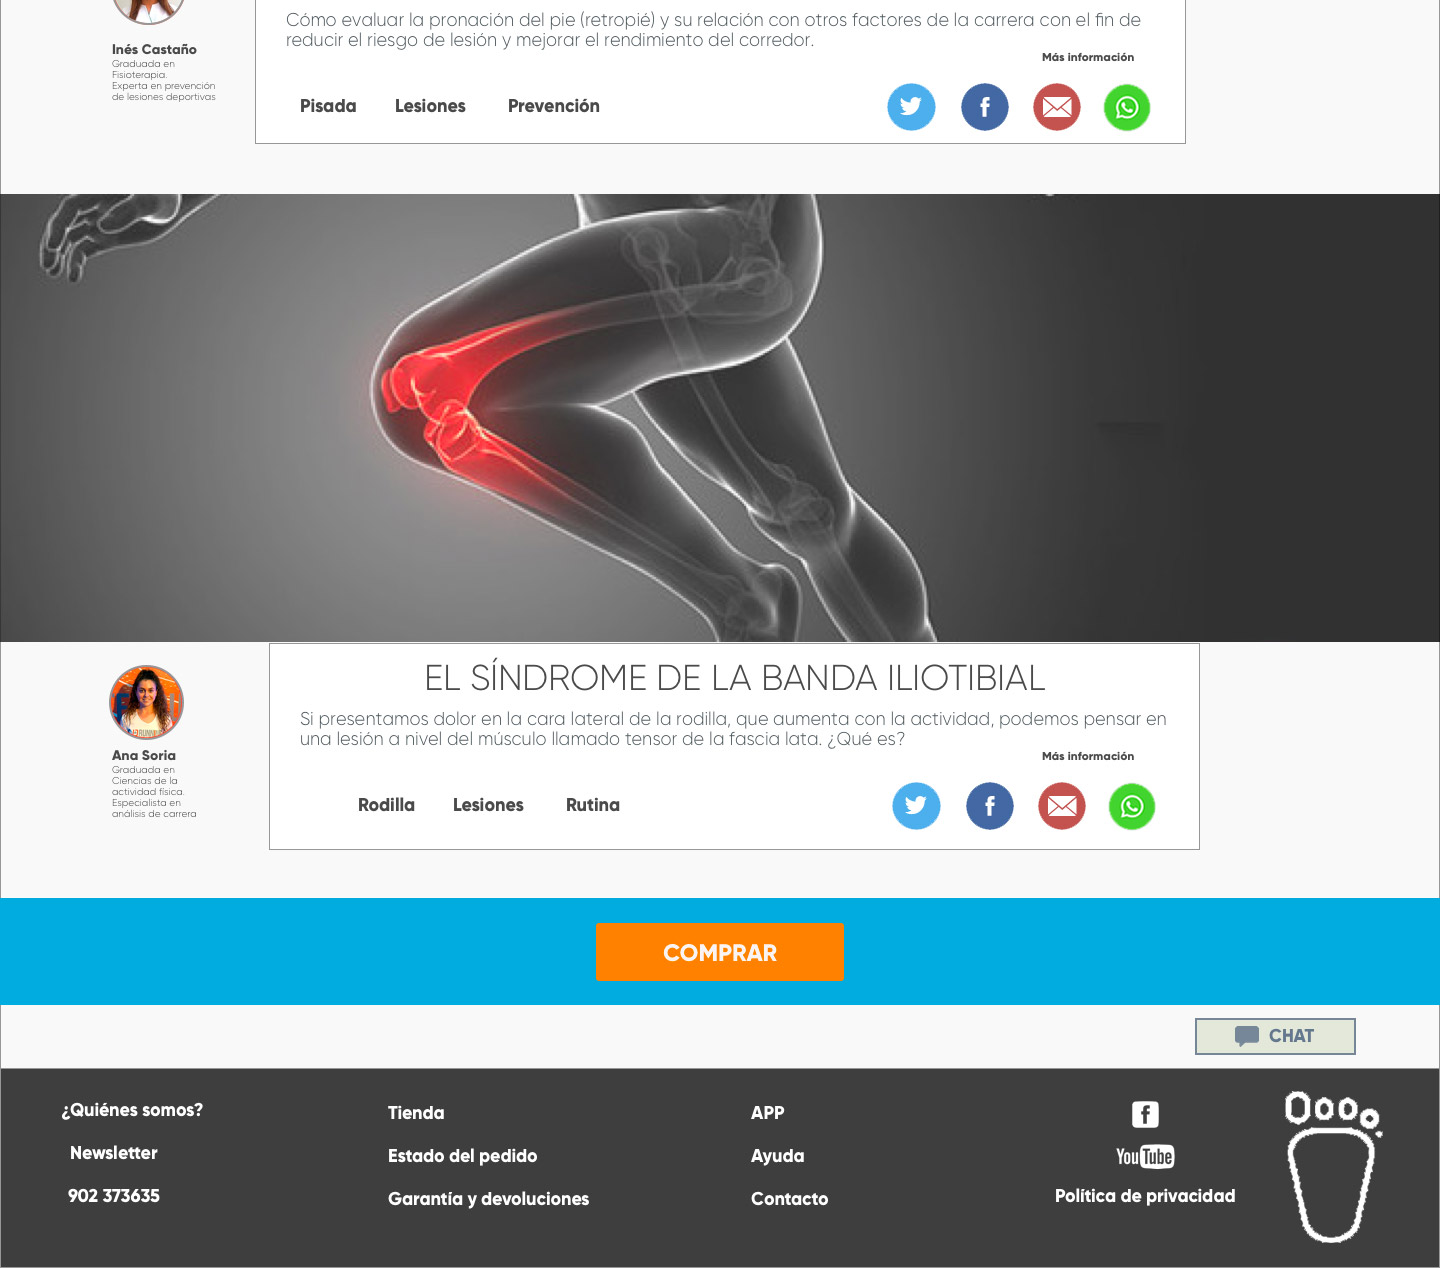 Cómo evaluar la pronación del pie (retropié) y su relación con otros factores de la carrera con el fin de
reducir el riesgo de lesión y mejorar el rendimiento del corredor.
Inés Castaño
Graduada en
Fisioterapia.
Experta en prevención
de lesiones deportivas
Más información
Pisada Lesiones Prevención
EL SÍNDROME DE LA BANDA ILIOTIBIAL
Si presentamos dolor en la cara lateral de la rodilla, que aumenta con la actividad, podemos pensar en
una lesión a nivel del músculo llamado tensor de la fascia lata. ¿Qué es?
Ana Soria
Graduada en
Ciencias de la
actividad física.
Especialista en
análisis de carrera
Más información
Rodilla Lesiones Rutina
COMPRAR
CHAT
¿Quiénes somos?
Newsletter
902 373635
Tienda
Estado del pedido
Garantía y devoluciones
APP
Ayuda
Contacto
YouTube
Política de privacidad